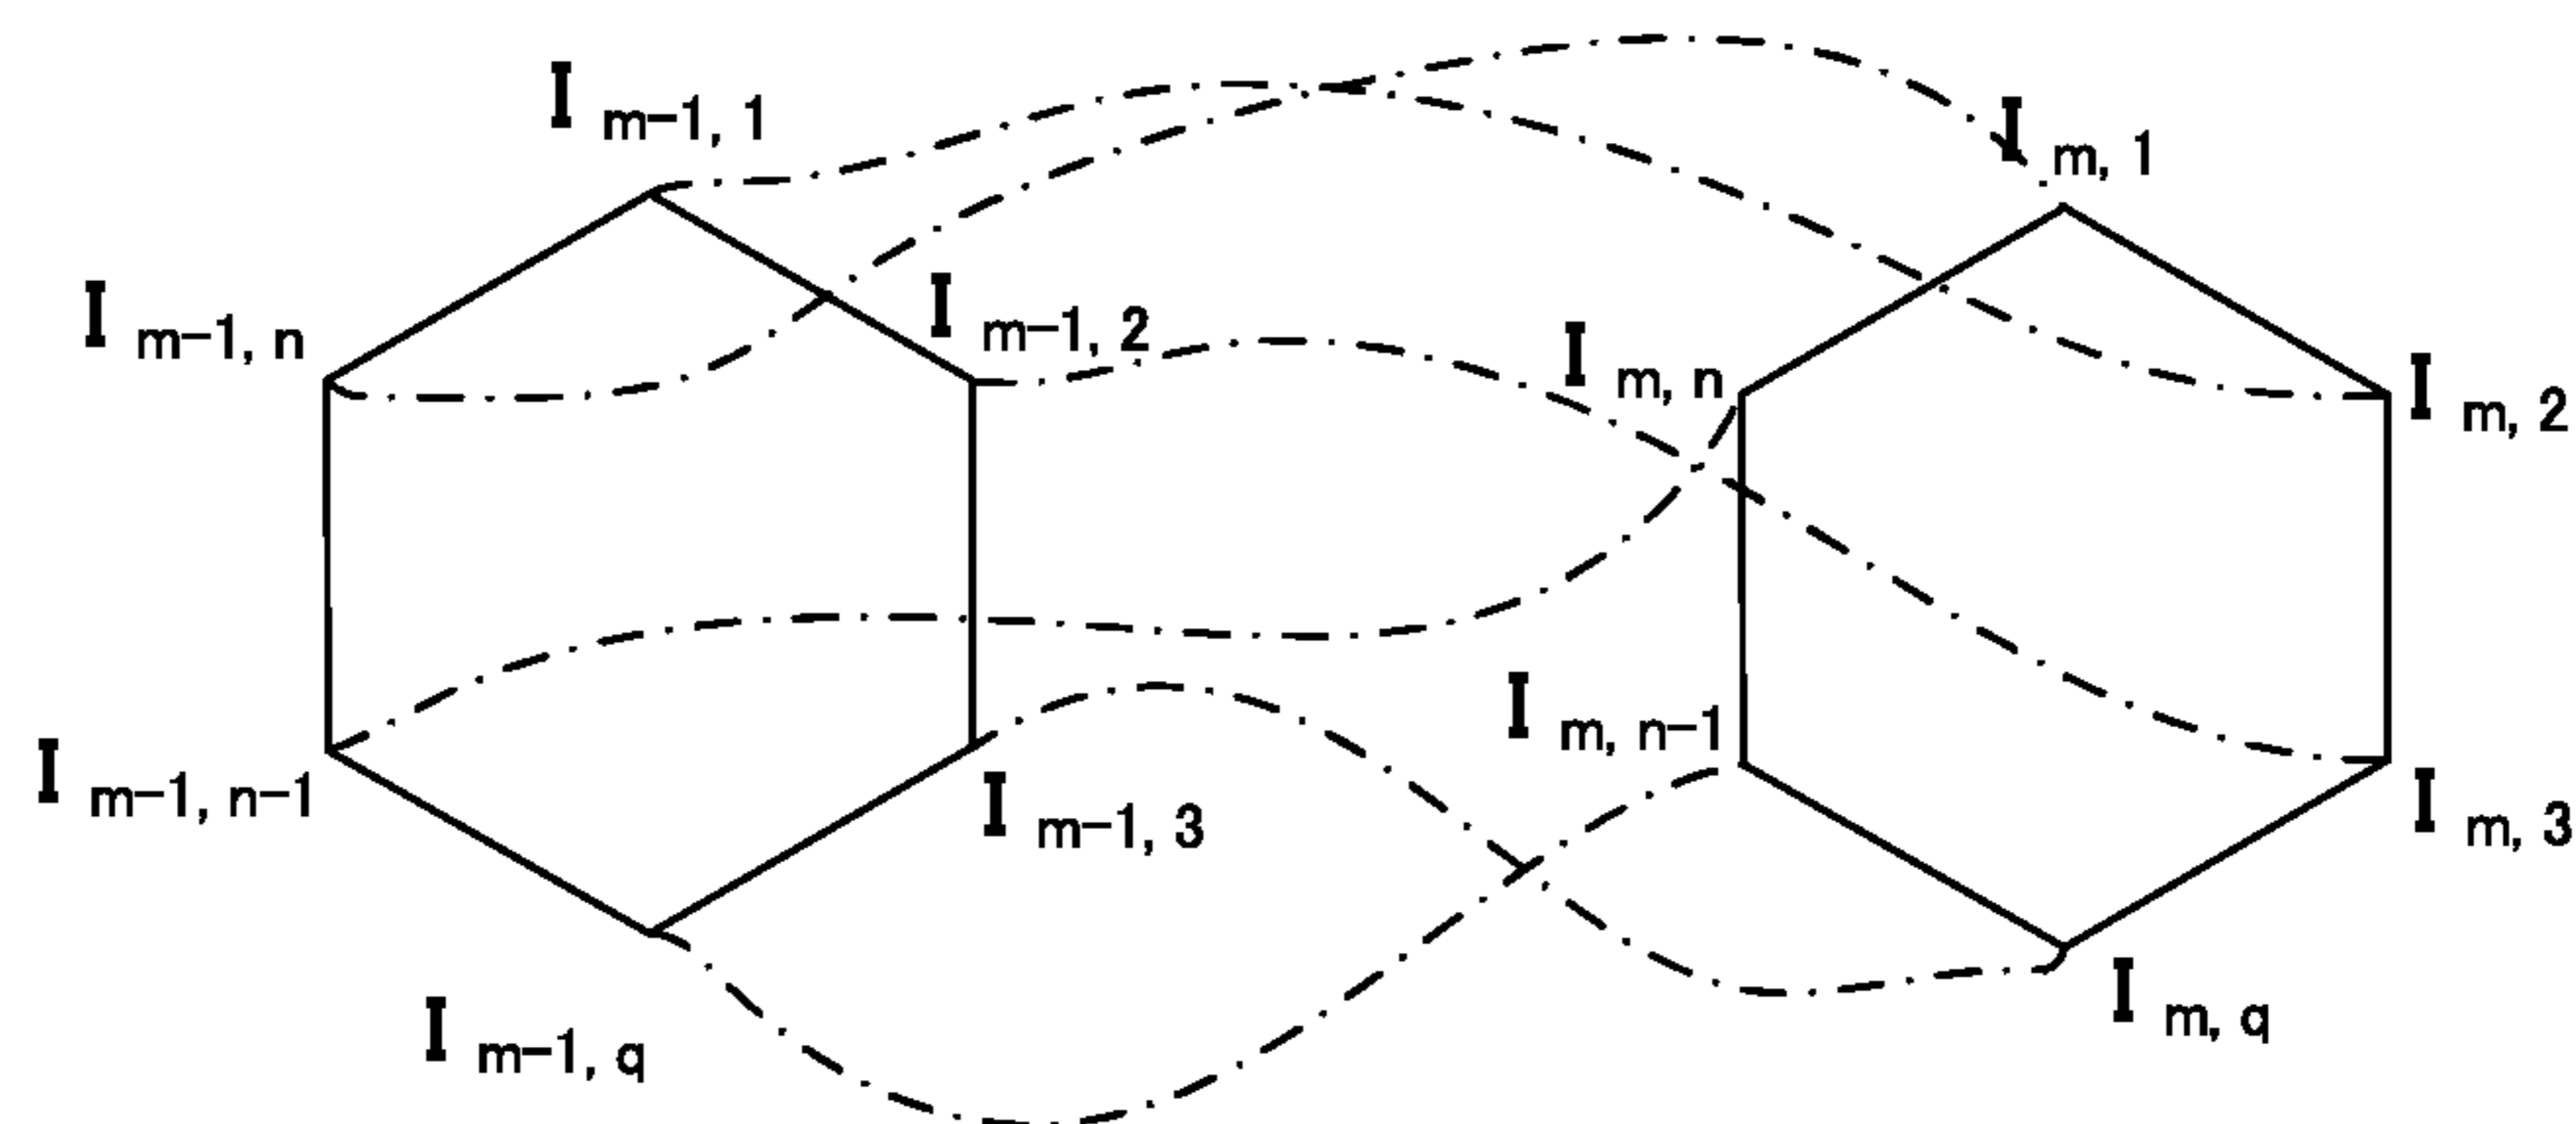 I m-1, 1
I m, 1
I m-1, n
I m-1, 2
I m, n
I m, 2
I m-1, n-1
I m-1, 3
I m, n-1
I m, 3
I m-1, q
I m, q